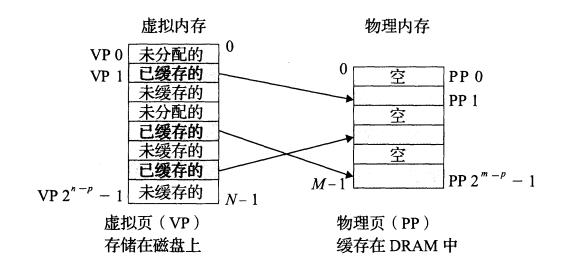 虚拟内存 物理内存
VP 0 未分配的 0
VP 1 已缓存的 0 空 PP 0
未缓存的 PP 1
未分配的 空
已缓存的
未缓存的 空
已缓存的 M-1 PP 2^{m-p} - 1
VP 2^{n-p} - 1 未缓存的 N-1
虚拟页（VP） 物理页（PP）
存储在磁盘上 缓存在 DRAM 中